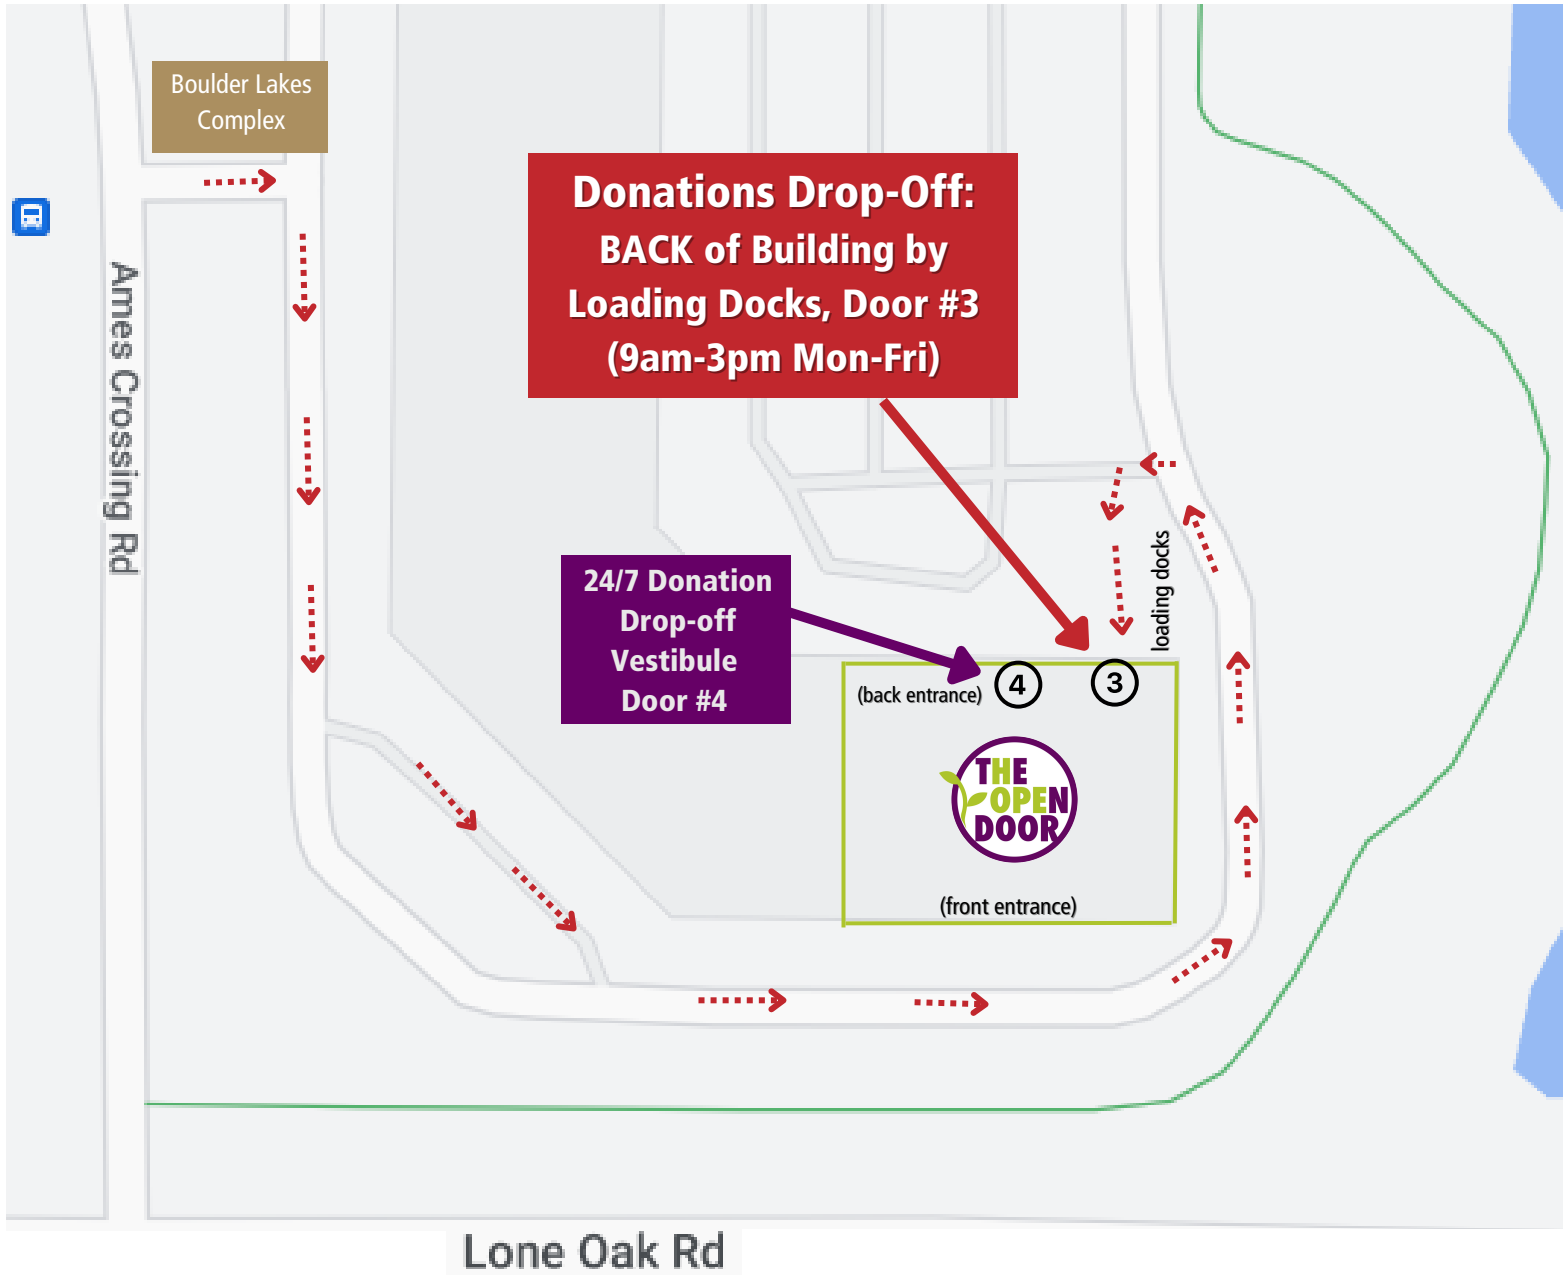 Boulder Lakes
Complex
Ames Crossing Rd
Donations Drop-Off:
BACK of Building by
Loading Docks, Door #3
(9am-3pm Mon-Fri)
24/7 Donation
Drop-off
Vestibule
Door #4
loading docks
(back entrance)
4
3
THE
OPEN
DOOR
(front entrance)
Lone Oak Rd